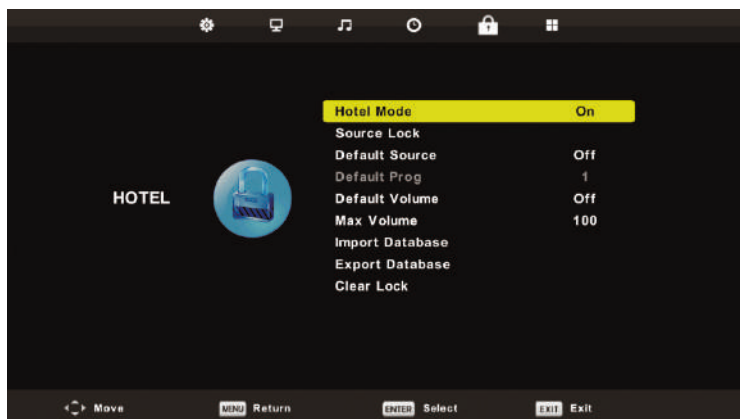 Hotel Mode On
Source Lock
Default Source Off
Default Prog 1
HOTEL
Default Volume Off
Max Volume 100
Import Database
Export Database
Clear Lock
Move MENU Return ENTER Select EXIT Exit